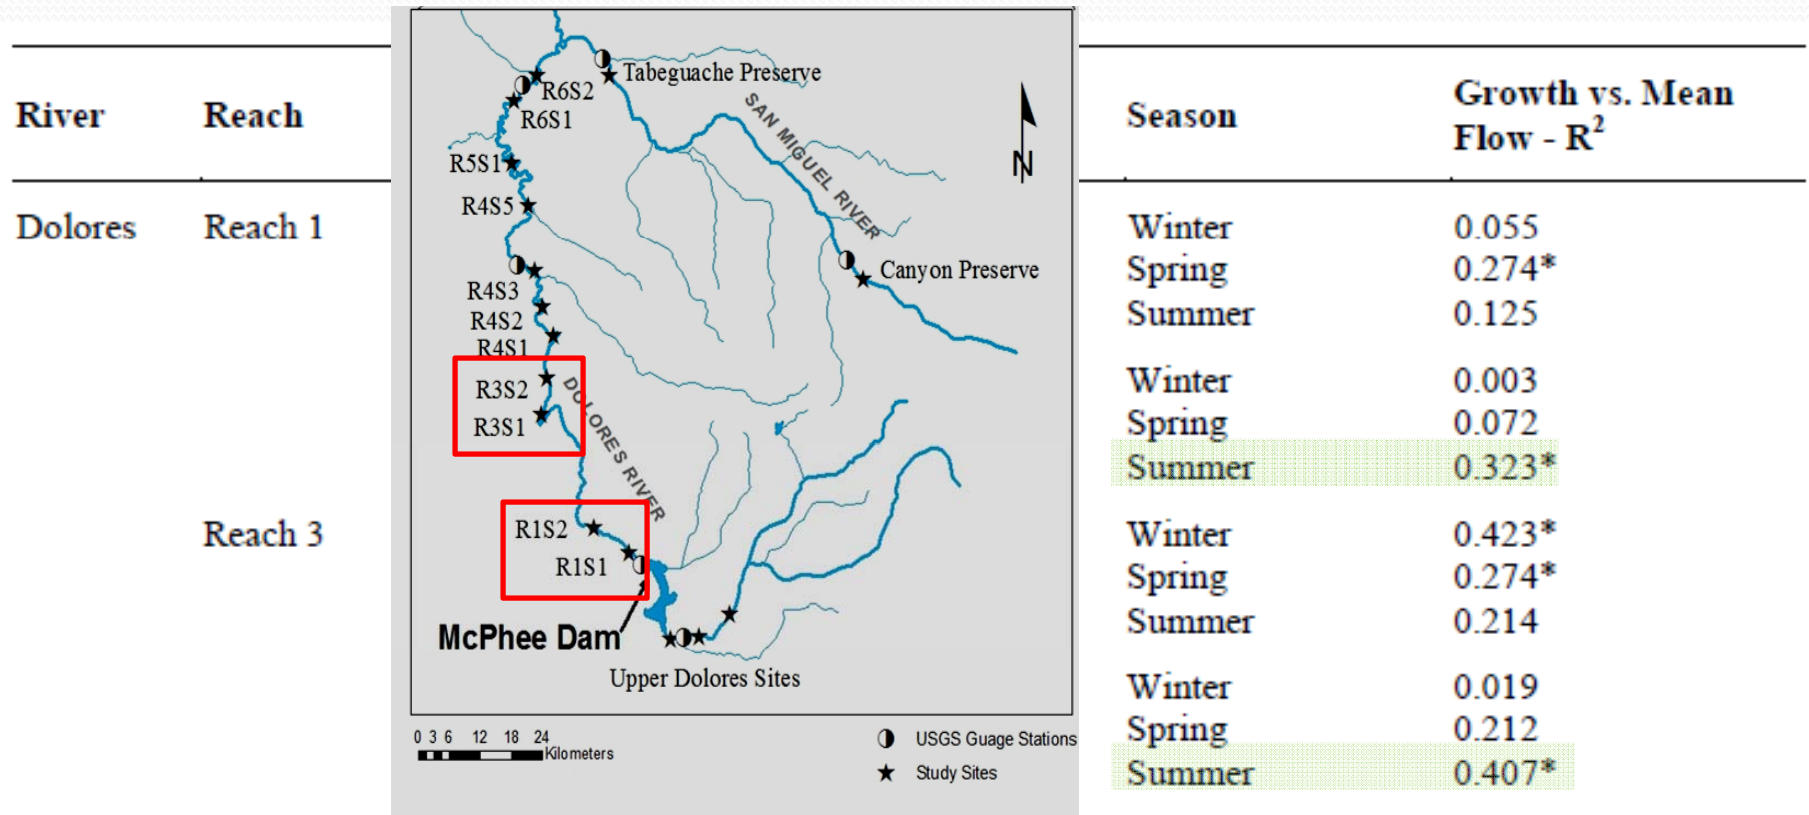 River Reach Season Growth vs. Mean
Flow - R²
Dolores Reach 1 Winter 0.055
Spring 0.274*
Summer 0.125
Winter 0.003
Spring 0.072
Summer 0.323*
Reach 3 Winter 0.423*
Spring 0.274*
Summer 0.214
Winter 0.019
Spring 0.212
Summer 0.407*
Tabeguache Preserve
R6S2
R6S1
SAN MIGUEL RIVER
N
R5S1
R4S5
Canyon Preserve
R4S3
R4S2
R4S1
R3S2
DOLORES RIVER
R3S1
R1S2
R1S1
McPhee Dam
Upper Dolores Sites
0 3 6 12 18 24
Kilometers
USGS Guage Stations
Study Sites